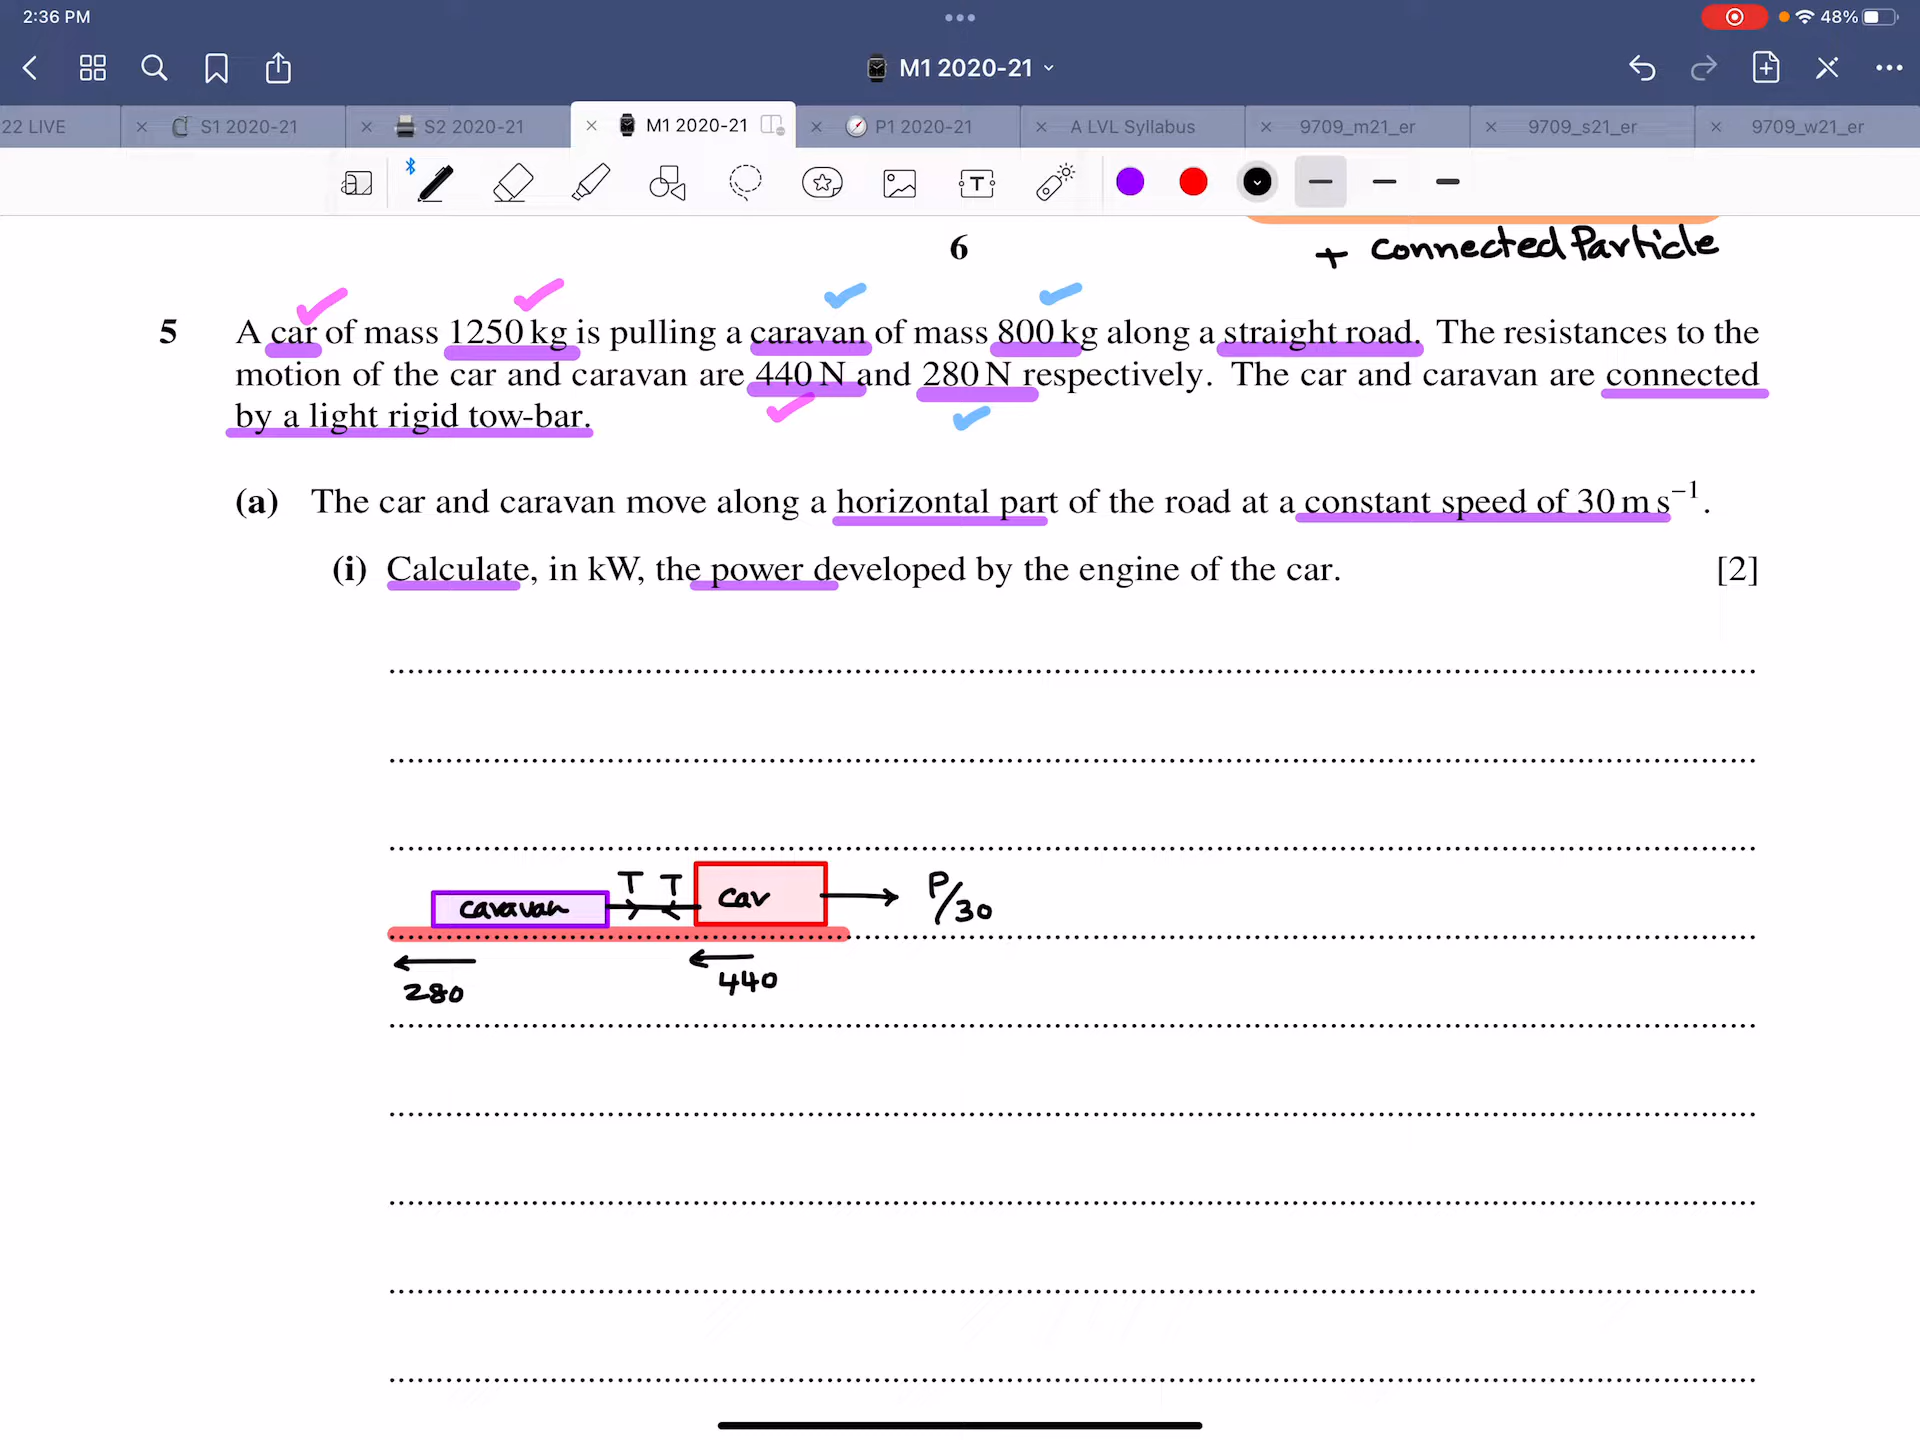 2:36 PM
48%
M1 2020-21
22 LIVE
S1 2020-21
S2 2020-21
M1 2020-21
P1 2020-21
A LVL Syllabus
9709_m21_er
9709_s21_er
9709_w21_er
6
+ Connected Particle
5 A car of mass 1250 kg is pulling a caravan of mass 800 kg along a straight road. The resistances to the
motion of the car and caravan are 440 N and 280 N respectively. The car and caravan are connected
by a light rigid tow-bar.
(a) The car and caravan move along a horizontal part of the road at a constant speed of 30 m s⁻¹.
(i) Calculate, in kW, the power developed by the engine of the car. [2]
T T
caravan car P/30
280 440